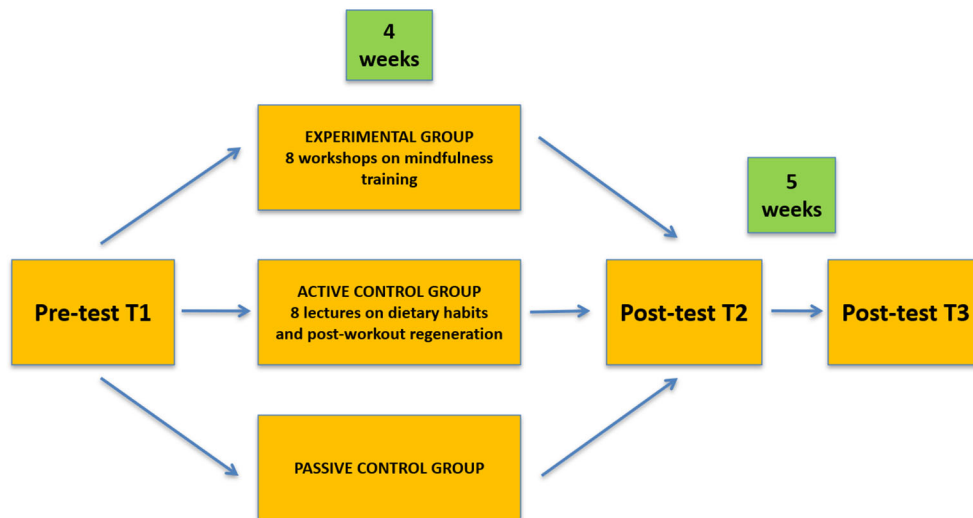 4
weeks
EXPERIMENTAL GROUP
8 workshops on mindfulness
training
5
weeks
Pre-test T1
ACTIVE CONTROL GROUP
8 lectures on dietary habits
and post-workout regeneration
Post-test T2
Post-test T3
PASSIVE CONTROL GROUP